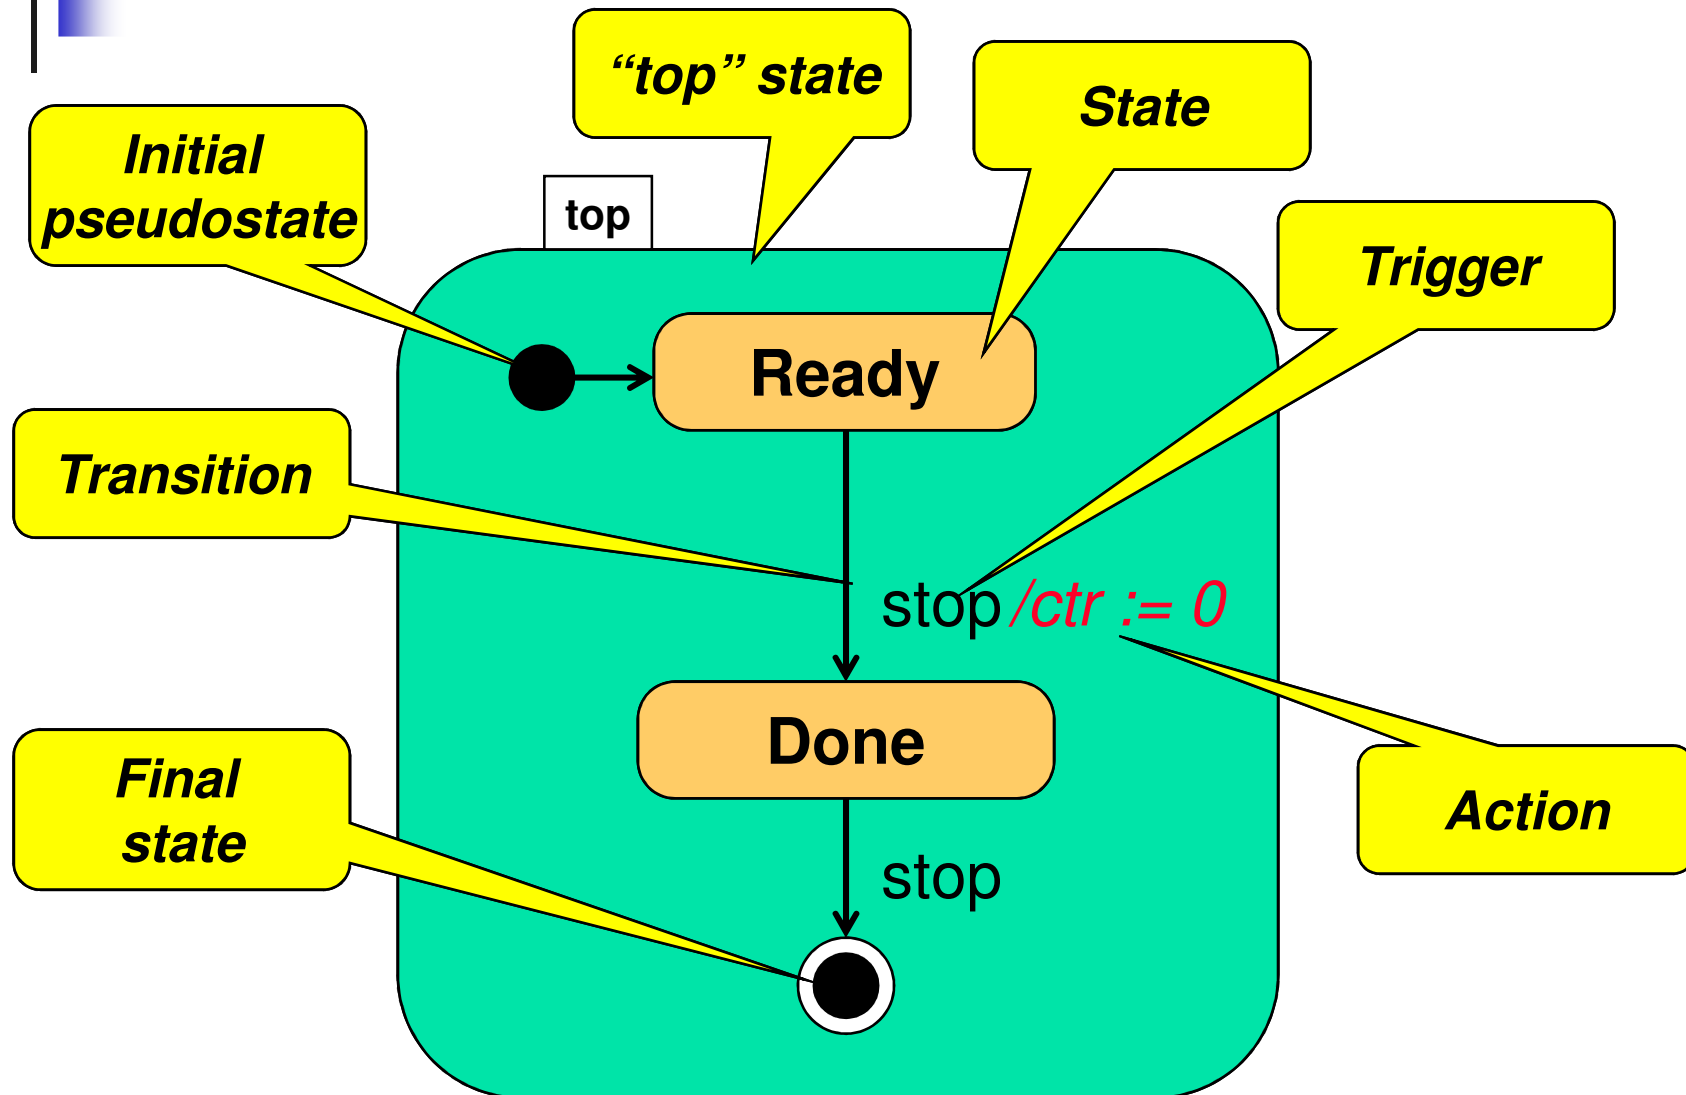 “top” state
State
Initial
pseudostate
top
Trigger
Ready
Transition
stop /ctr := 0
Done
Final
state
Action
stop